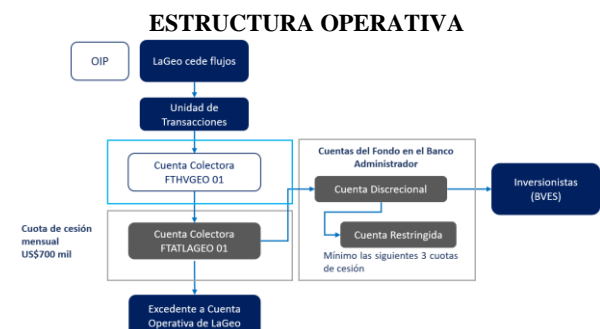 ESTRUCTURA OPERATIVA
OIP
LaGeo cede flujos
Unidad de
Transacciones
Cuenta Colectora
FTHVGEO 01
Cuentas del Fondo en el Banco
Administrador
Cuenta Discrecional
Inversionistas
(BVES)
Cuota de cesión
mensual
US$700 mil
Cuenta Colectora
FTATLAGEO 01
Cuenta Restringida
Mínimo las siguientes 3 cuotas
de cesión
Excedente a Cuenta
Operativa de LaGeo